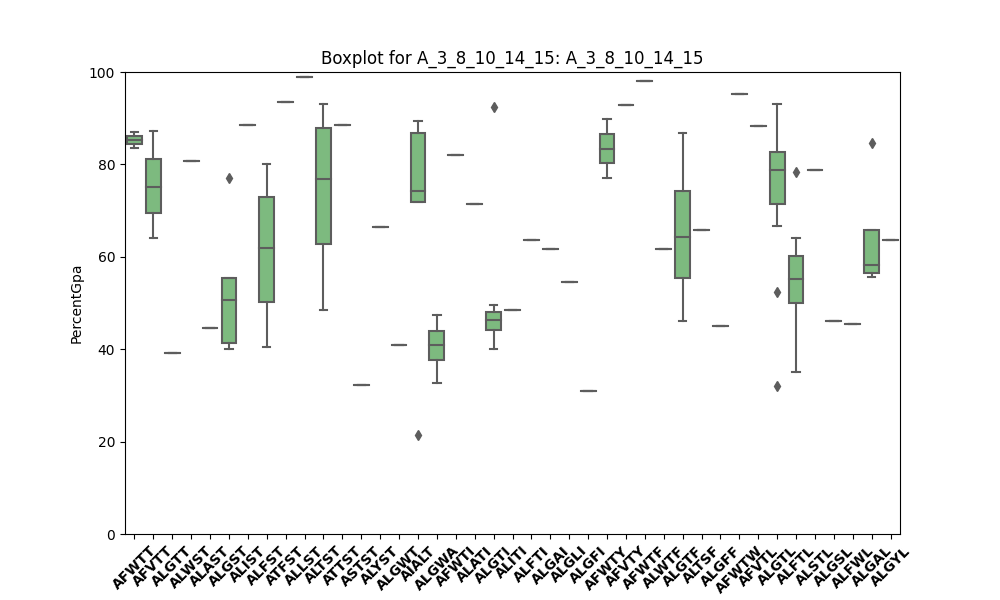 Boxplot for A_3_8_10_14_15: A_3_8_10_14_15
100
80
60
40
20
0
PercentGpa
AFWTT
AFVTT
ALGTT
ALWST
ALAST
ALGST
ALIST
ALFST
ATFST
ALLST
ALTST
ATTST
ASTST
ALYST
ALGWT
AIALT
ALGWA
AFWTI
ALATI
ALGTI
ALITI
ALFTI
ALGAI
ALGLI
ALGFI
AFWTY
AFVTY
AFWTF
ALWTF
ALGTF
ALTSF
ALGFF
AFWTW
AFVTL
ALGTL
ALFTL
ALSTL
ALGSL
ALFWL
ALGAL
ALGYL